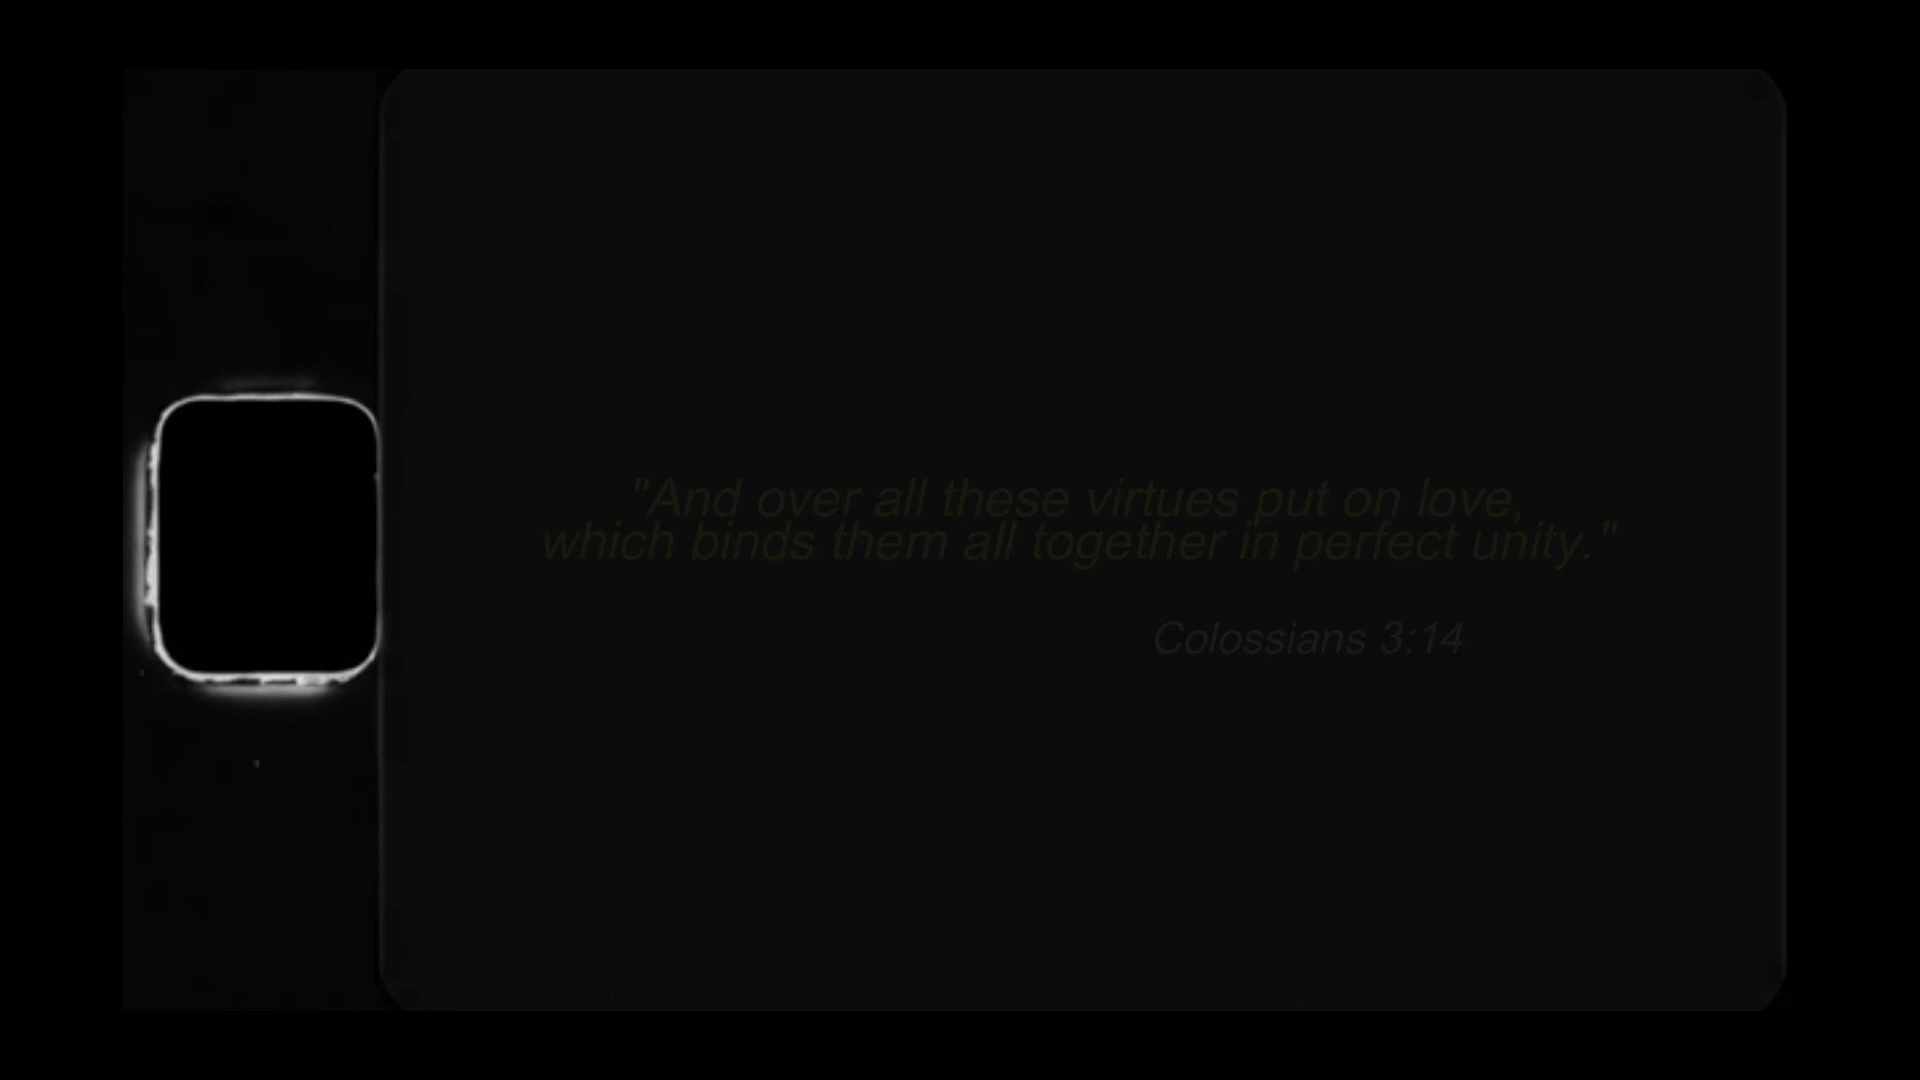 "And over all these virtues put on love,
which binds them all together in perfect unity."
Colossians 3:14